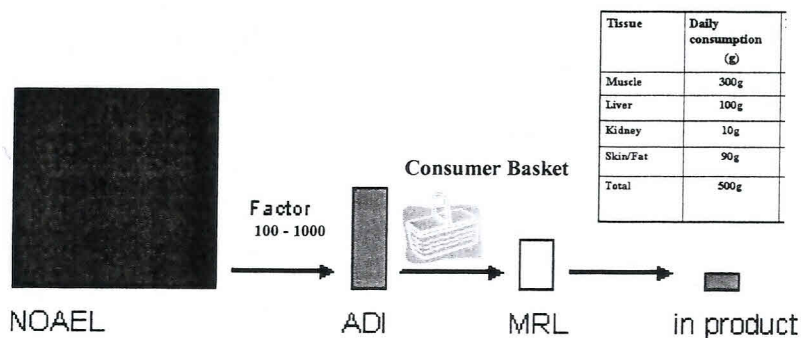 Tissue Daily consumption (g)
Muscle 300g
Liver 100g
Kidney 10g
Skin/Fat 90g
Total 500g
Consumer Basket
Factor
100 - 1000
NOAEL ADI MRL in product